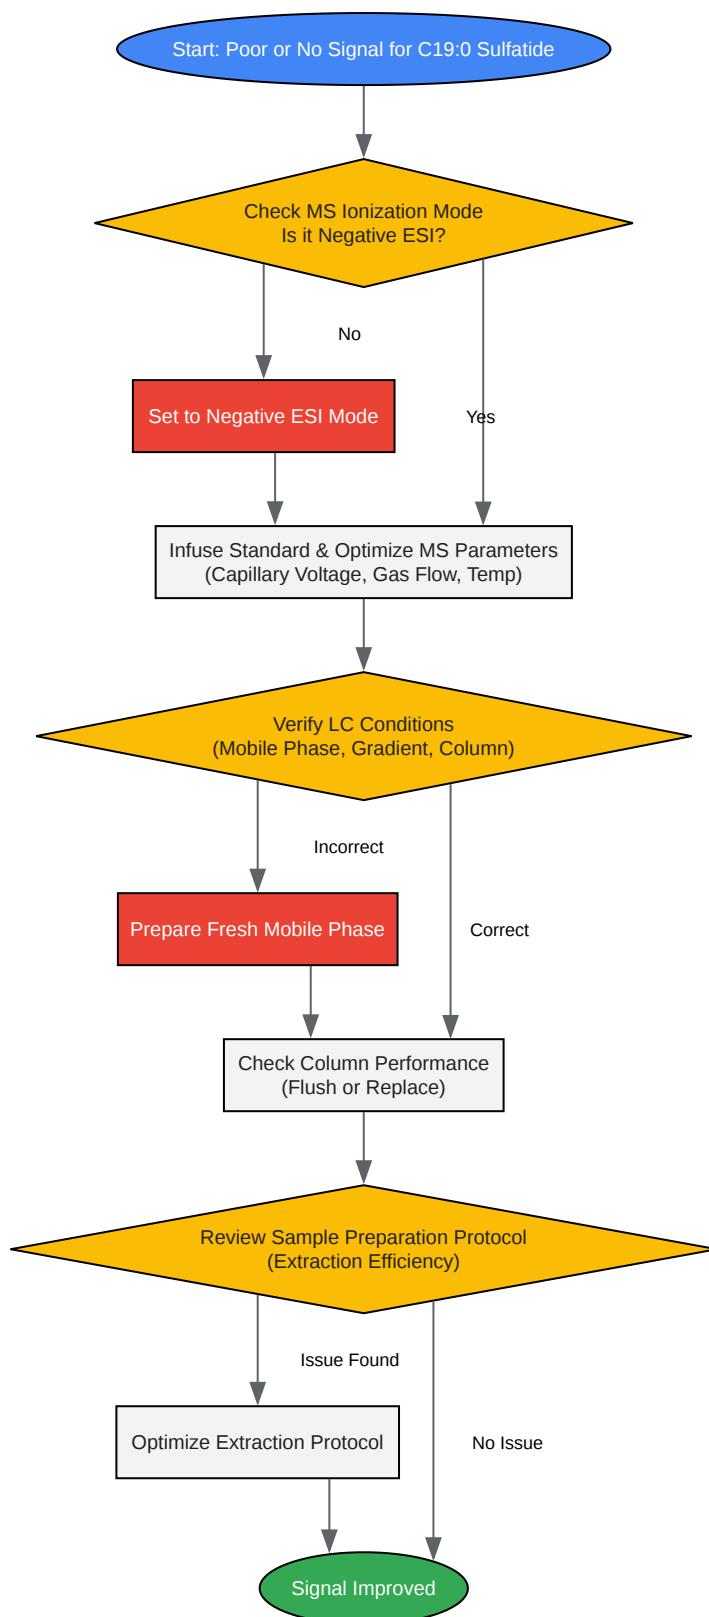 Start: Poor or No Signal for C19:0 Sulfatide
Check MS Ionization Mode
Is it Negative ESI?
No
Set to Negative ESI Mode
Yes
Infuse Standard & Optimize MS Parameters
(Capillary Voltage, Gas Flow, Temp)
Verify LC Conditions
(Mobile Phase, Gradient, Column)
Incorrect
Prepare Fresh Mobile Phase
Correct
Check Column Performance
(Flush or Replace)
Review Sample Preparation Protocol
(Extraction Efficiency)
Issue Found
Optimize Extraction Protocol
No Issue
Signal Improved